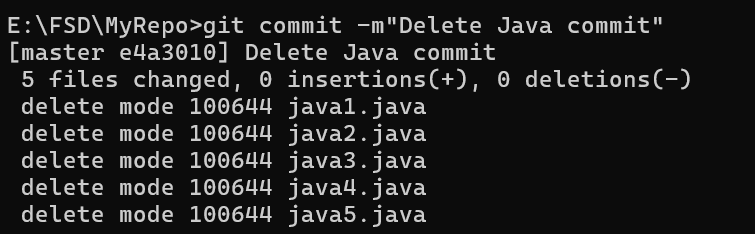 E:\FSD\MyRepo>git commit -m"Delete Java commit"
[master e4a3010] Delete Java commit
 5 files changed, 0 insertions(+), 0 deletions(-)
 delete mode 100644 java1.java
 delete mode 100644 java2.java
 delete mode 100644 java3.java
 delete mode 100644 java4.java
 delete mode 100644 java5.java